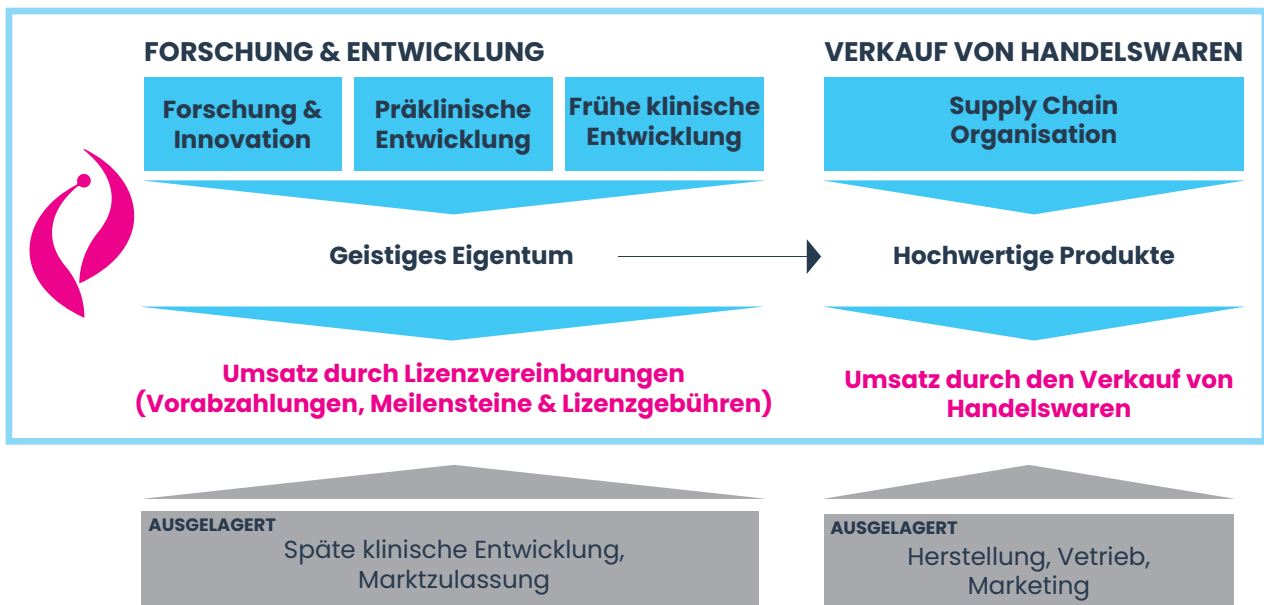 FORSCHUNG & ENTWICKLUNG
Forschung &
Innovation
Präklinische
Entwicklung
Frühe klinische
Entwicklung
Geistiges Eigentum
Umsatz durch Lizenzvereinbarungen
(Vorabzahlungen, Meilensteine & Lizenzgebühren)
VERKAUF VON HANDELSWAREN
Supply Chain
Organisation
Hochwertige Produkte
Umsatz durch den Verkauf von
Handelswaren
AUSGELAGERT
Späte klinische Entwicklung,
Marktzulassung
AUSGELAGERT
Herstellung, Vetrieb,
Marketing